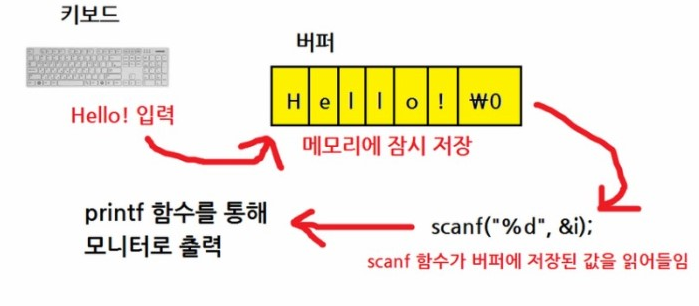 키보드
버퍼
Hello! 입력
H e l l o ! ₩0
메모리에 잠시 저장
printf 함수를 통해
모니터로 출력
scanf("%d", &i);
scanf 함수가 버퍼에 저장된 값을 읽어들임